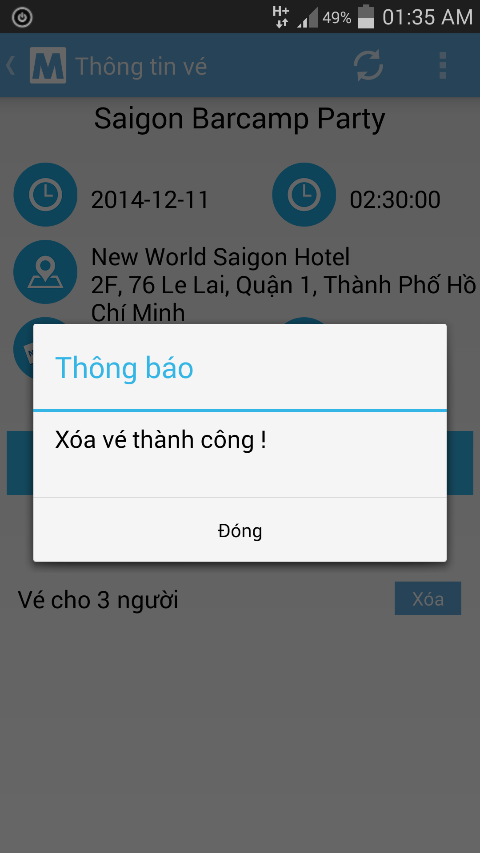 H+ 49% 01:35 AM
M Thông tin vé
Saigon Barcamp Party
2014-12-11 02:30:00
New World Saigon Hotel
2F, 76 Le Lai, Quận 1, Thành Phố Hồ
Chí Minh
Thông báo
Xóa vé thành công !
Đóng
Vé cho 3 người Xóa